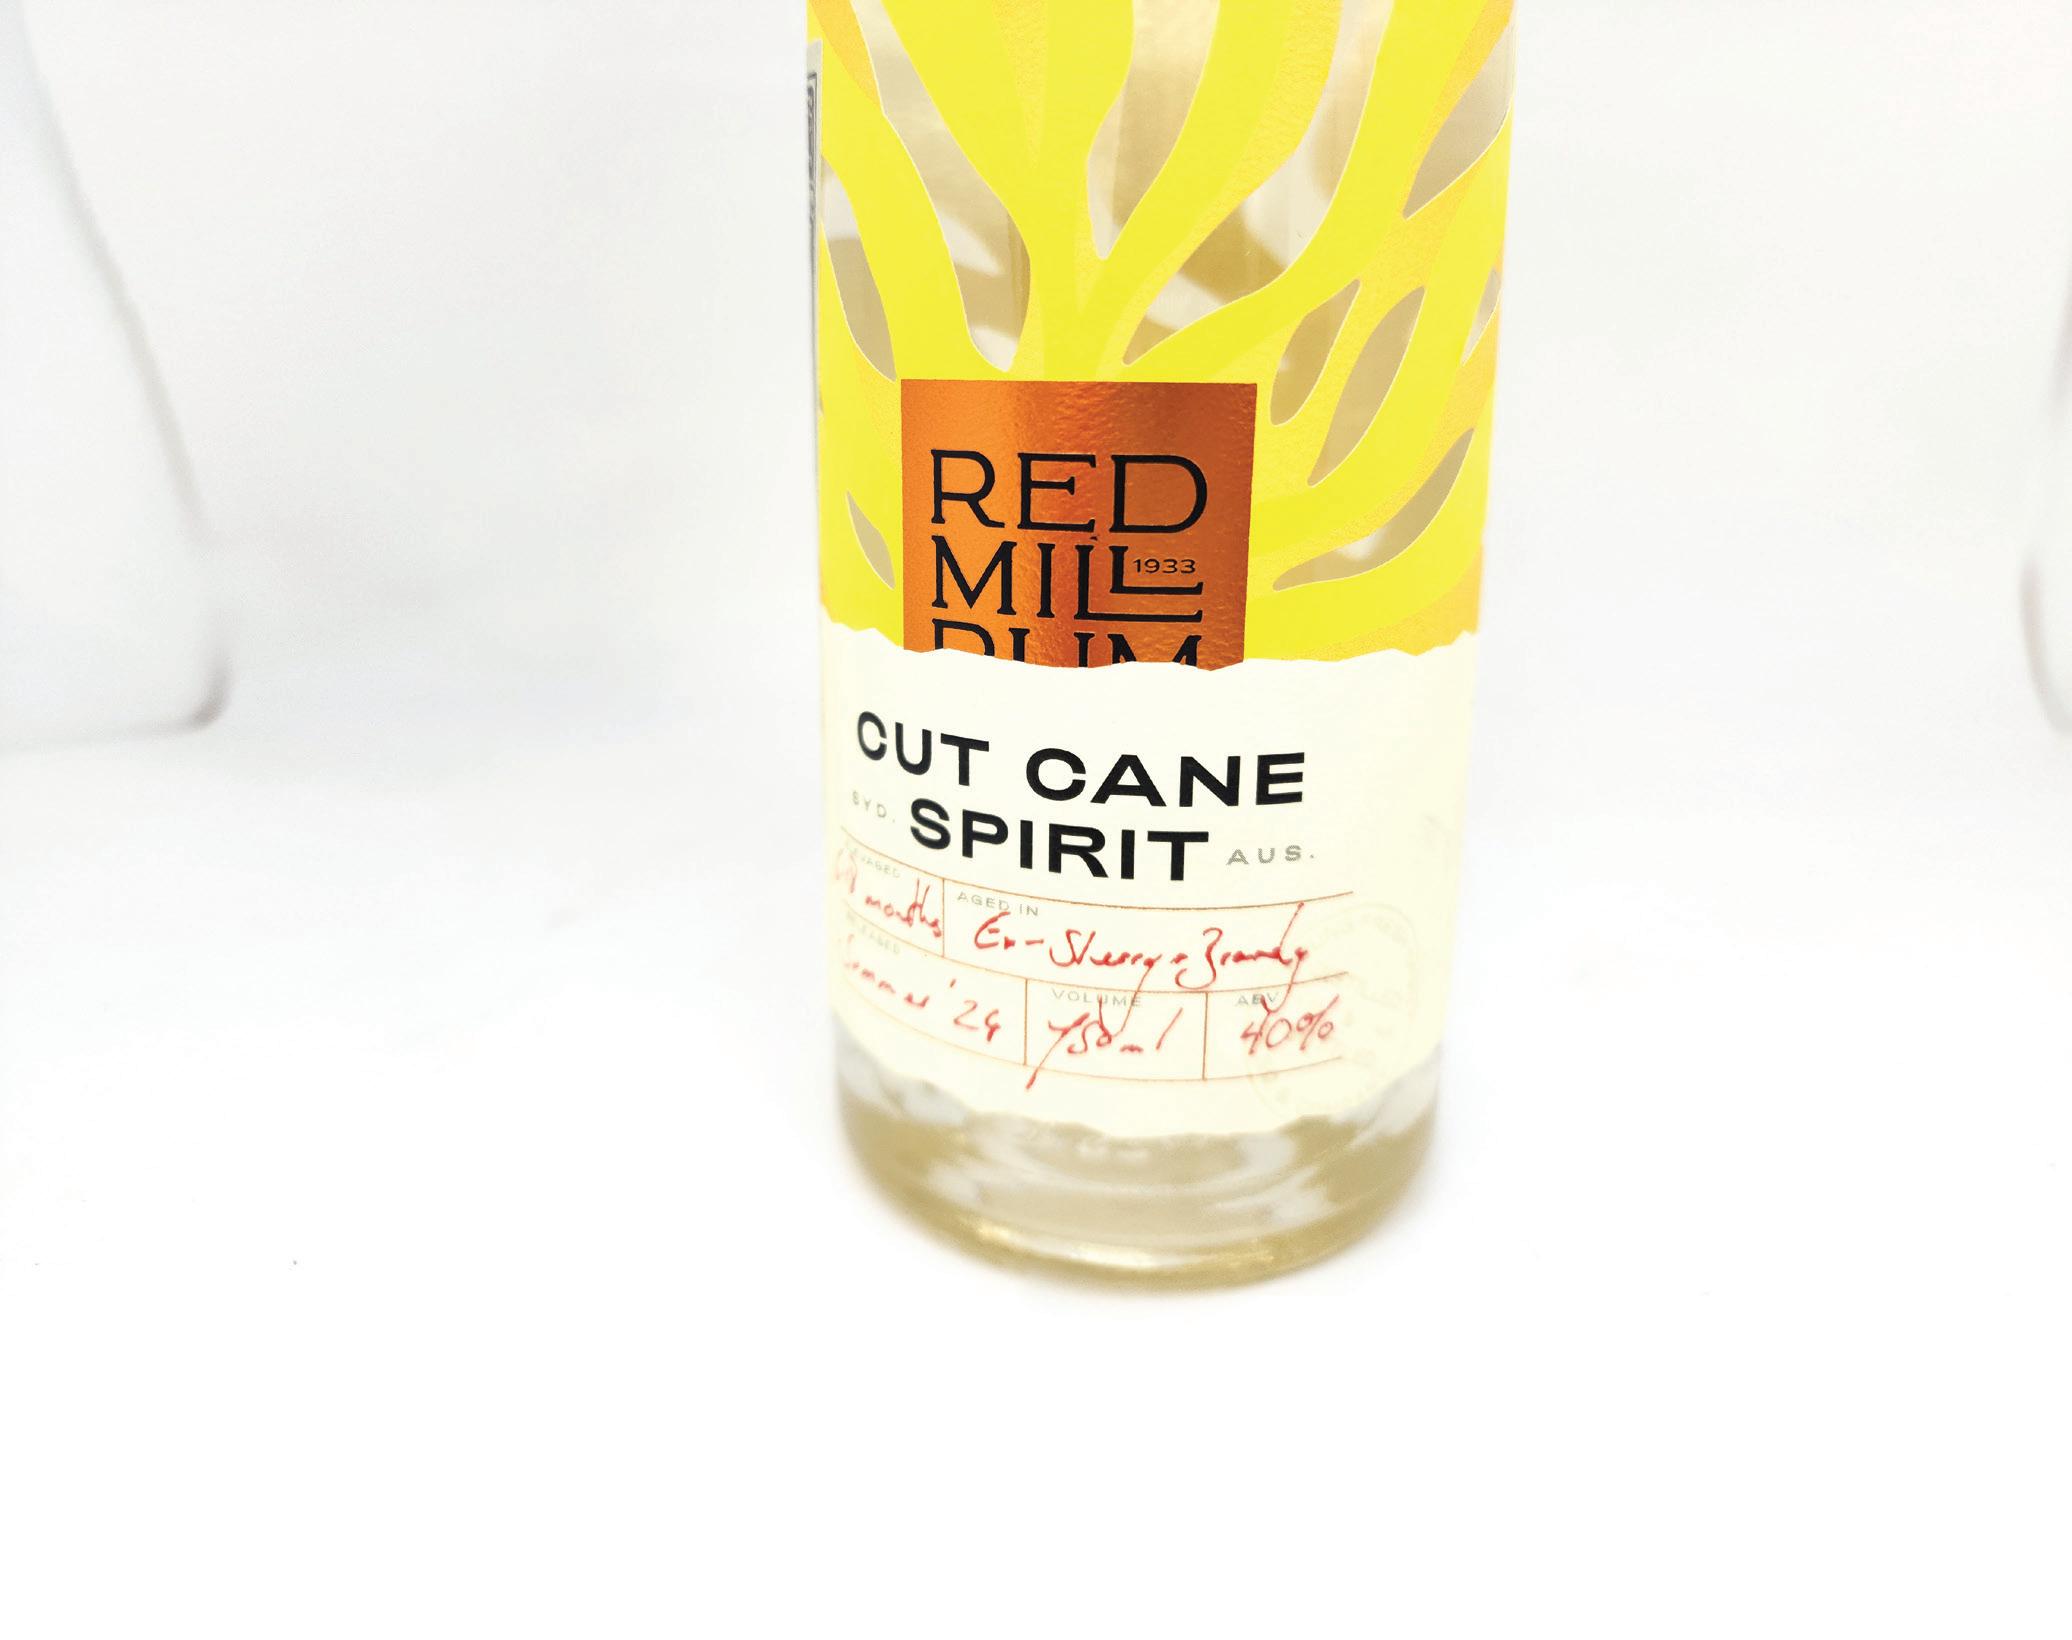 RED
MILL 1933
RUM
CUT CANE
SYD. SPIRIT AUS.
months
AGED IN
Ex-Sherry + Brandy
Summer '24
VOLUME
750ml
ABV
40%